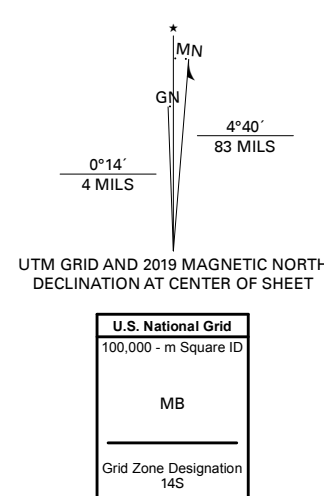 ★
MN
GN
4°40´
83 MILS
0°14´
4 MILS
UTM GRID AND 2019 MAGNETIC NORTH
DECLINATION AT CENTER OF SHEET
U.S. National Grid
100,000 - m Square ID
MB
Grid Zone Designation
14S